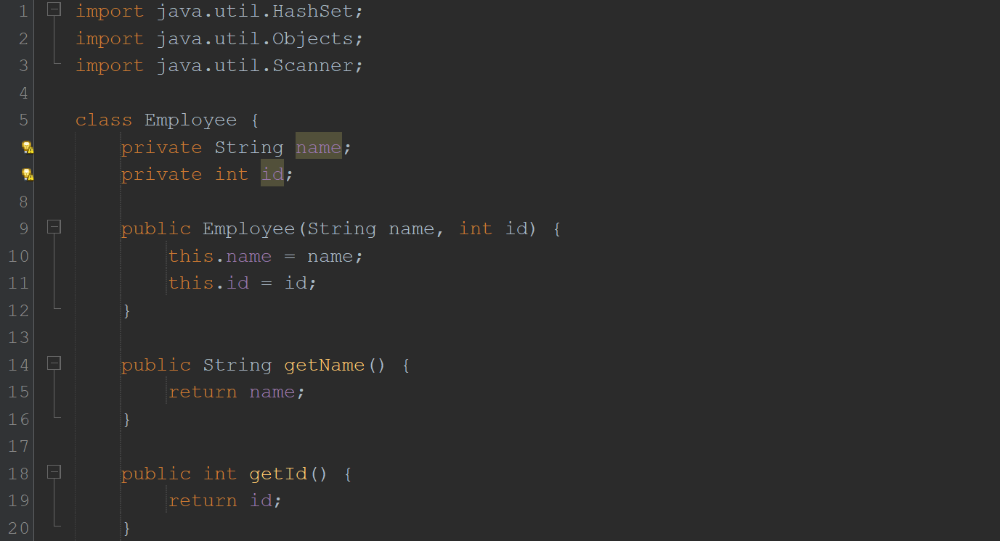 1 import java.util.HashSet;
2 import java.util.Objects;
3 import java.util.Scanner;
4
5 class Employee {
private String name;
private int id;
8
9 public Employee(String name, int id) {
10 this.name = name;
11 this.id = id;
12 }
13
14 public String getName() {
15 return name;
16 }
17
18 public int getId() {
19 return id;
20 }